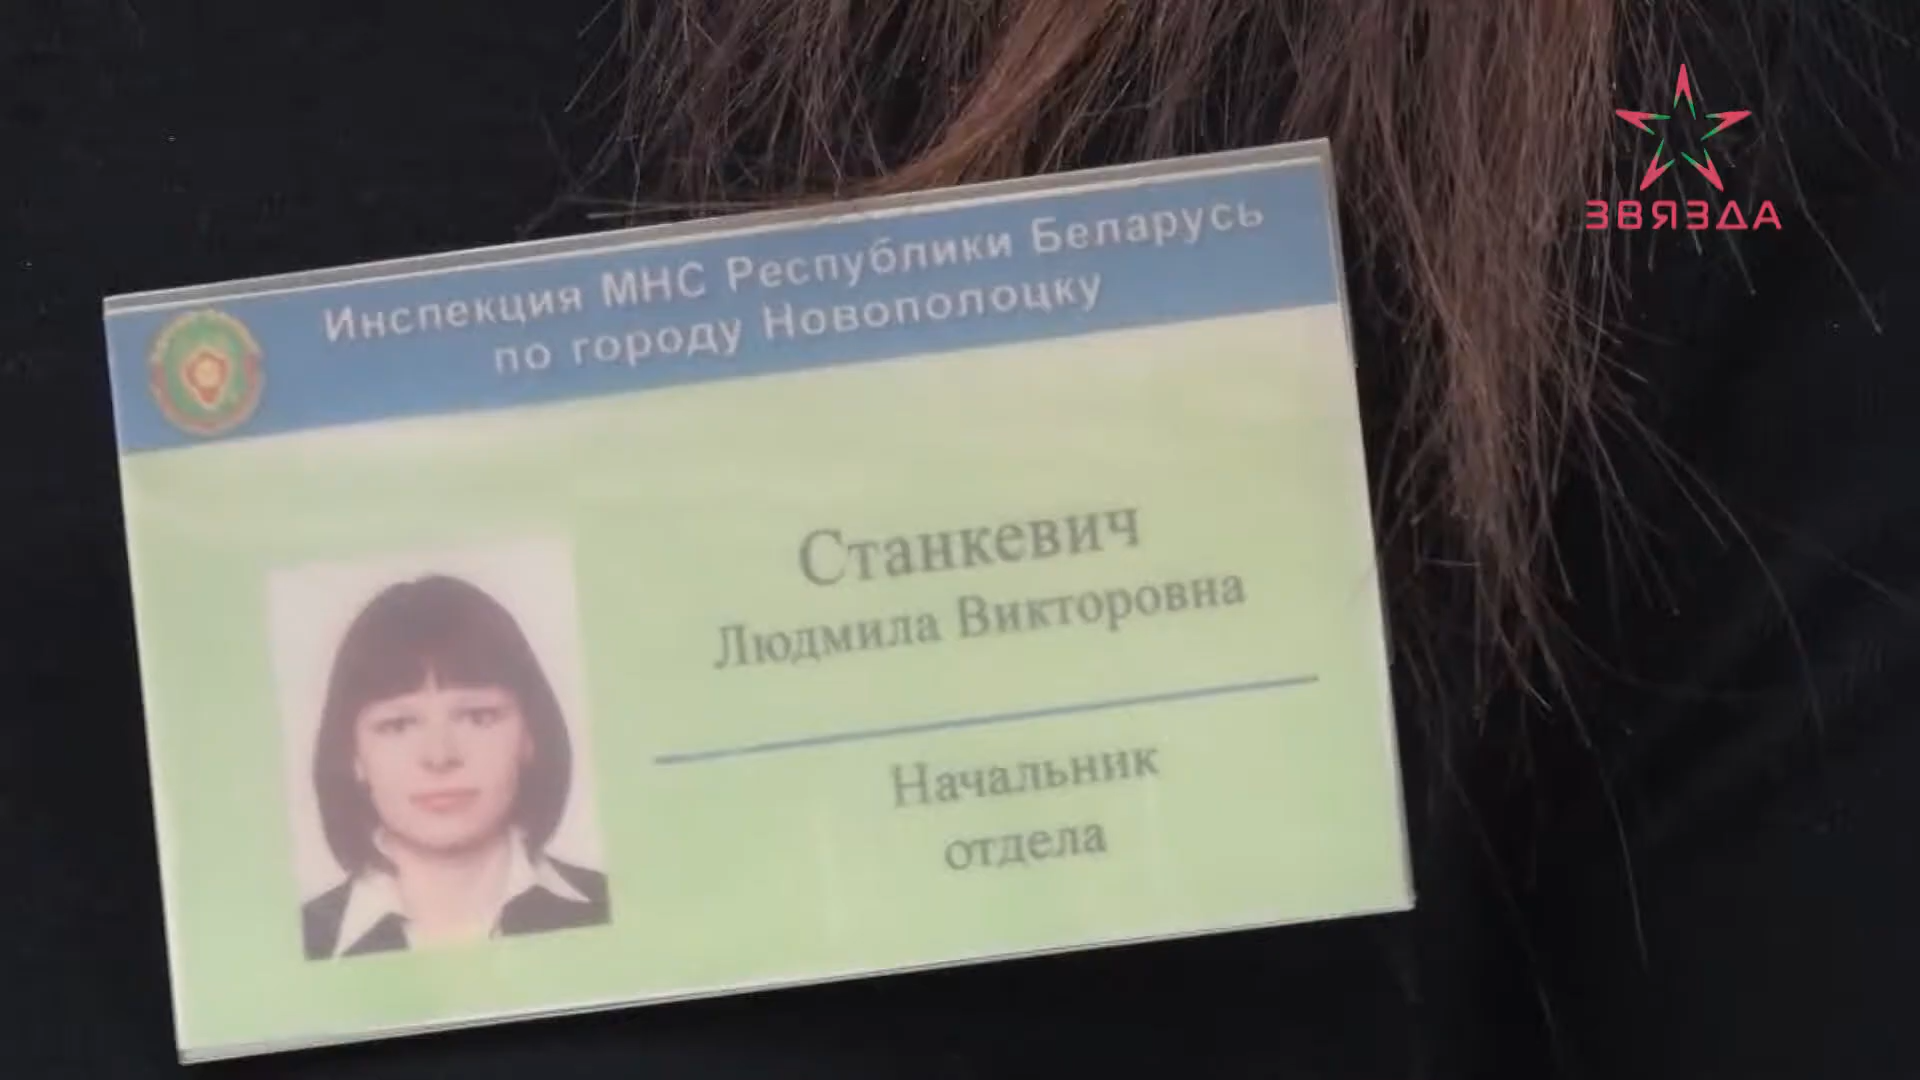 ЗВЯЗДА
Инспекция МНС Республики Беларусь
по городу Новополоцку
Станкевич
Людмила Викторовна
Начальник
отдела